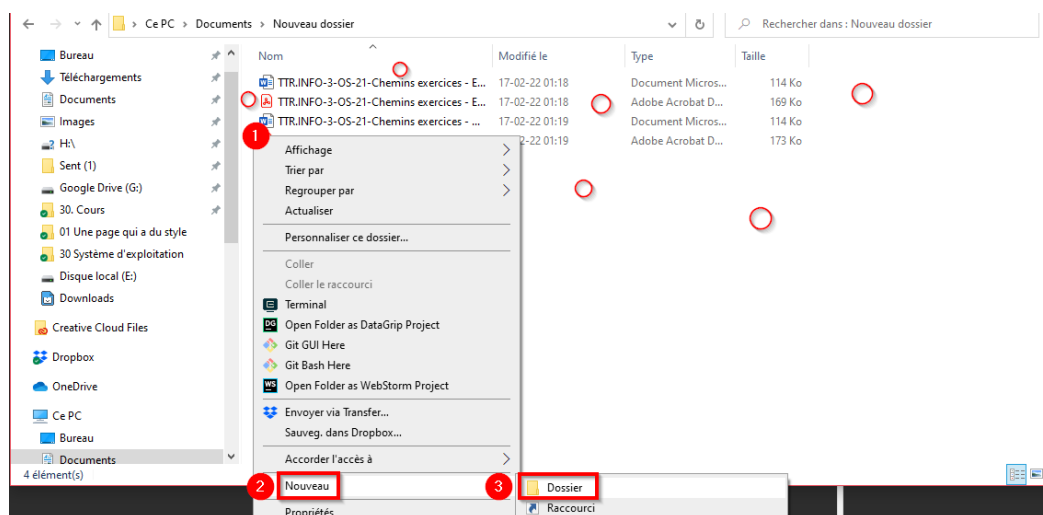 Ce PC > Documents > Nouveau dossier
Rechercher dans : Nouveau dossier
Bureau
Téléchargements
Documents
Images
H:\
Sent (1)
Google Drive (G:)
30. Cours
01 Une page qui a du style
30 Système d'exploitation
Disque local (E:)
Downloads
Creative Cloud Files
Dropbox
OneDrive
Ce PC
Bureau
Documents
4 élément(s)
Nom Modifié le Type Taille
TTR.INFO-3-OS-21-Chemins exercices - E... 17-02-22 01:18 Document Micros... 114 Ko
TTR.INFO-3-OS-21-Chemins exercices - E... 17-02-22 01:18 Adobe Acrobat D... 169 Ko
TTR.INFO-3-OS-21-Chemins exercices - ... 17-02-22 01:19 Document Micros... 114 Ko
2-22 01:19 Adobe Acrobat D... 173 Ko
1
Affichage
Trier par
Regrouper par
Actualiser
Personnaliser ce dossier...
Coller
Coller le raccourci
Terminal
DG Open Folder as DataGrip Project
Git GUI Here
Git Bash Here
WS Open Folder as WebStorm Project
Envoyer via Transfer...
Sauveg. dans Dropbox...
Accorder l'accès à
2 Nouveau
3 Dossier
Raccourci
Propriétés